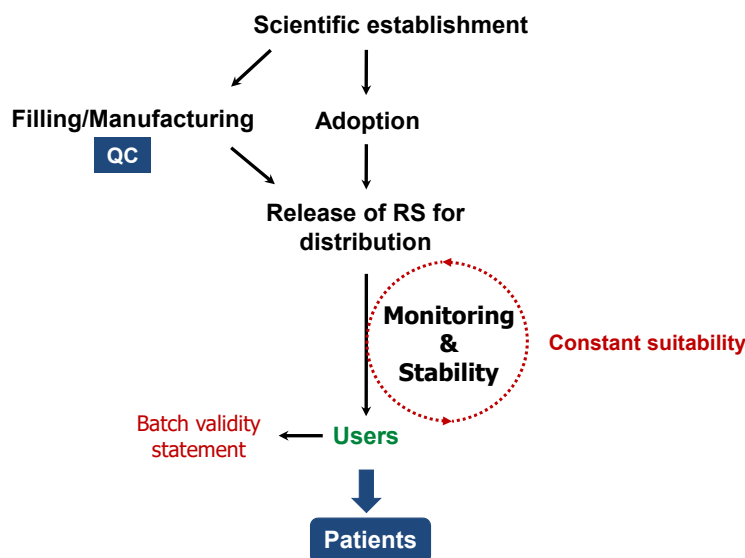 Scientific establishment
Filling/Manufacturing
Adoption
QC
Release of RS for
distribution
Monitoring
&
Stability
Constant suitability
Batch validity
statement
Users
Patients